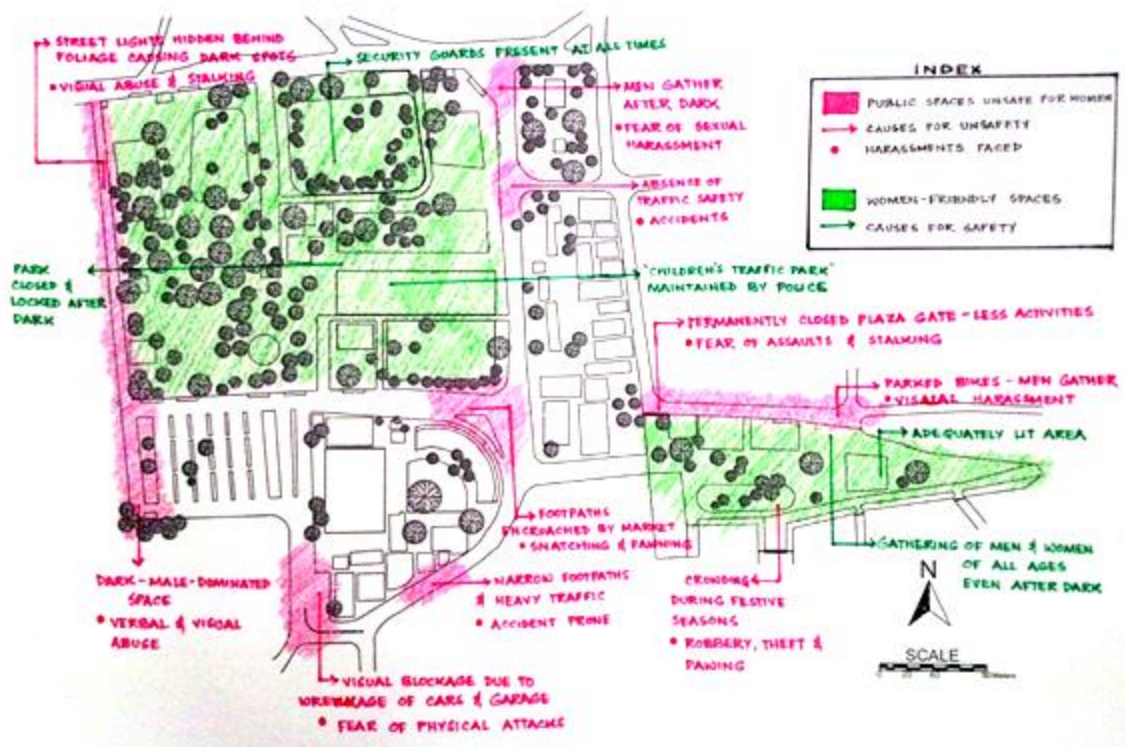 STREET LIGHTS HIDDEN BEHIND
FOLIAGE CAUSING DARK SPOTS
• VISUAL ABUSE & STALKING
SECURITY GUARDS PRESENT AT ALL TIMES
MEN GATHER
AFTER DARK
• FEAR OF SEXUAL
HARASSMENT
ABSENCE OF
TRAFFIC SAFETY
• ACCIDENTS
INDEX
PUBLIC SPACES UNSAFE FOR WOMEN
CAUSES FOR UNSAFETY
HARASSMENTS FACED
WOMEN-FRIENDLY SPACES
CAUSES FOR SAFETY
PARK
CLOSED &
LOCKED AFTER
DARK
"CHILDREN'S TRAFFIC PARK"
MAINTAINED BY POLICE
PERMANENTLY CLOSED PLAZA GATE - LESS ACTIVITIES
• FEAR OF ASSAULTS & STALKING
PARKED BIKES - MEN GATHER
• VISUAL HARASSMENT
ADEQUATELY LIT AREA
FOOTPATHS
ENCROACHED BY MARKET
• SNATCHING & PAWNING
GATHERING OF MEN & WOMEN
OF ALL AGES
EVEN AFTER DARK
DARK-MALE-DOMINATED
SPACE
• VERBAL & VISUAL
ABUSE
NARROW FOOTPATHS
& HEAVY TRAFFIC
• ACCIDENT PRONE
CROWDING
DURING FESTIVE
SEASONS
• ROBBERY, THEFT &
PAWING
VISUAL BLOCKAGE DUE TO
OF CARS & GARAGE
• FEAR OF PHYSICAL ATTACKS
N
SCALE
0 20 40
Meters